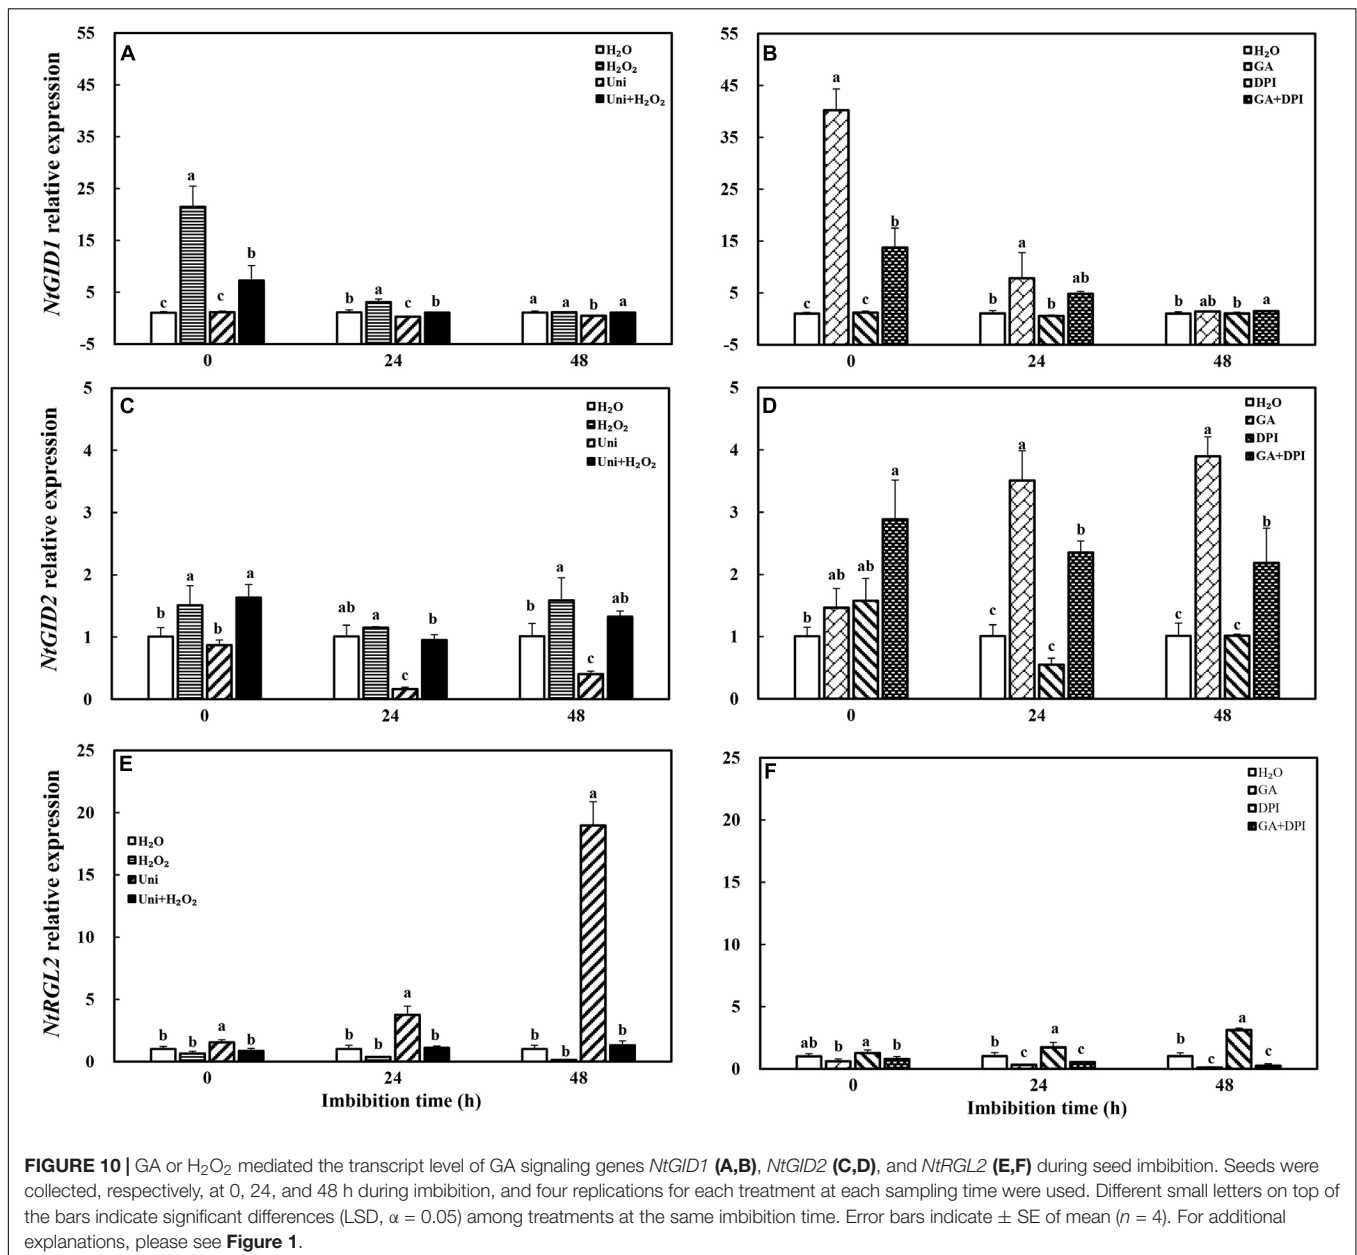 A
NtGID1 relative expression
55
45
35
25
15
5
-5
H₂O
H₂O₂
Uni
Uni+H₂O₂
c a c b
b a c b
a a b a
0 24 48
B
55
45
35
25
15
5
-5
H₂O
GA
DPI
GA+DPI
c a c b
b a b ab
b ab b a
0 24 48
C
NtGID2 relative expression
5
4
3
2
1
0
H₂O
H₂O₂
Uni
Uni+H₂O₂
b a b a
ab a c b
b a c ab
0 24 48
D
5
4
3
2
1
0
H₂O
GA
DPI
GA+DPI
b ab ab a
c a c b
c a c b
0 24 48
E
NtRGL2 relative expression
25
20
15
10
5
0
H₂O
H₂O₂
Uni
Uni+H₂O₂
b b a b
b b a b
b b a b
0 24 48
Imbibition time (h)
F
25
20
15
10
5
0
H₂O
GA
DPI
GA+DPI
ab b a b
b c a c
b c a c
0 24 48
Imbibition time (h)
FIGURE 10 | GA or H₂O₂ mediated the transcript level of GA signaling genes NtGID1 (A,B), NtGID2 (C,D), and NtRGL2 (E,F) during seed imbibition. Seeds were
collected, respectively, at 0, 24, and 48 h during imbibition, and four replications for each treatment at each sampling time were used. Different small letters on top of
the bars indicate significant differences (LSD, α = 0.05) among treatments at the same imbibition time. Error bars indicate ± SE of mean (n = 4). For additional
explanations, please see Figure 1.